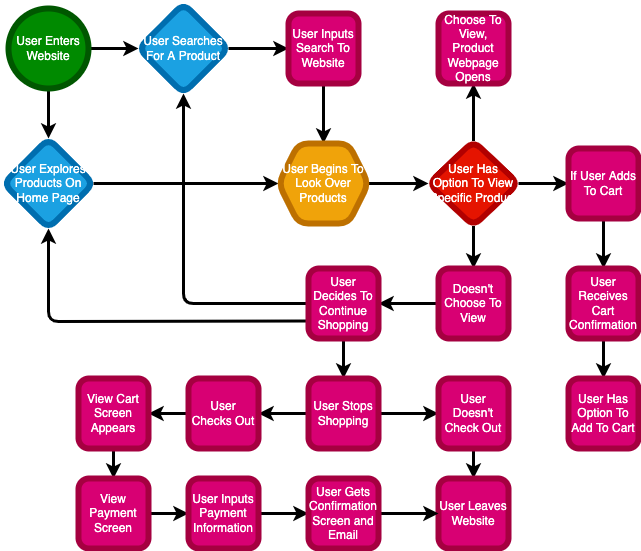 User Enters
Website
User Searches
For A Product
User Inputs
Search To
Website
Choose To
View,
Product
Webpage
Opens
User Explores
Products On
Home Page
User Begins To
Look Over
Products
User Has
Option To View
Specific Product
If User Adds
To Cart
User
Decides To
Continue
Shopping
Doesn't
Choose To
View
User
Receives
Cart
Confirmation
View Cart
Screen
Appears
User
Checks Out
User Stops
Shopping
User
Doesn't
Check Out
User Has
Option To
Add To Cart
View
Payment
Screen
User Inputs
Payment
Information
User Gets
Confirmation
Screen and
Email
User Leaves
Website